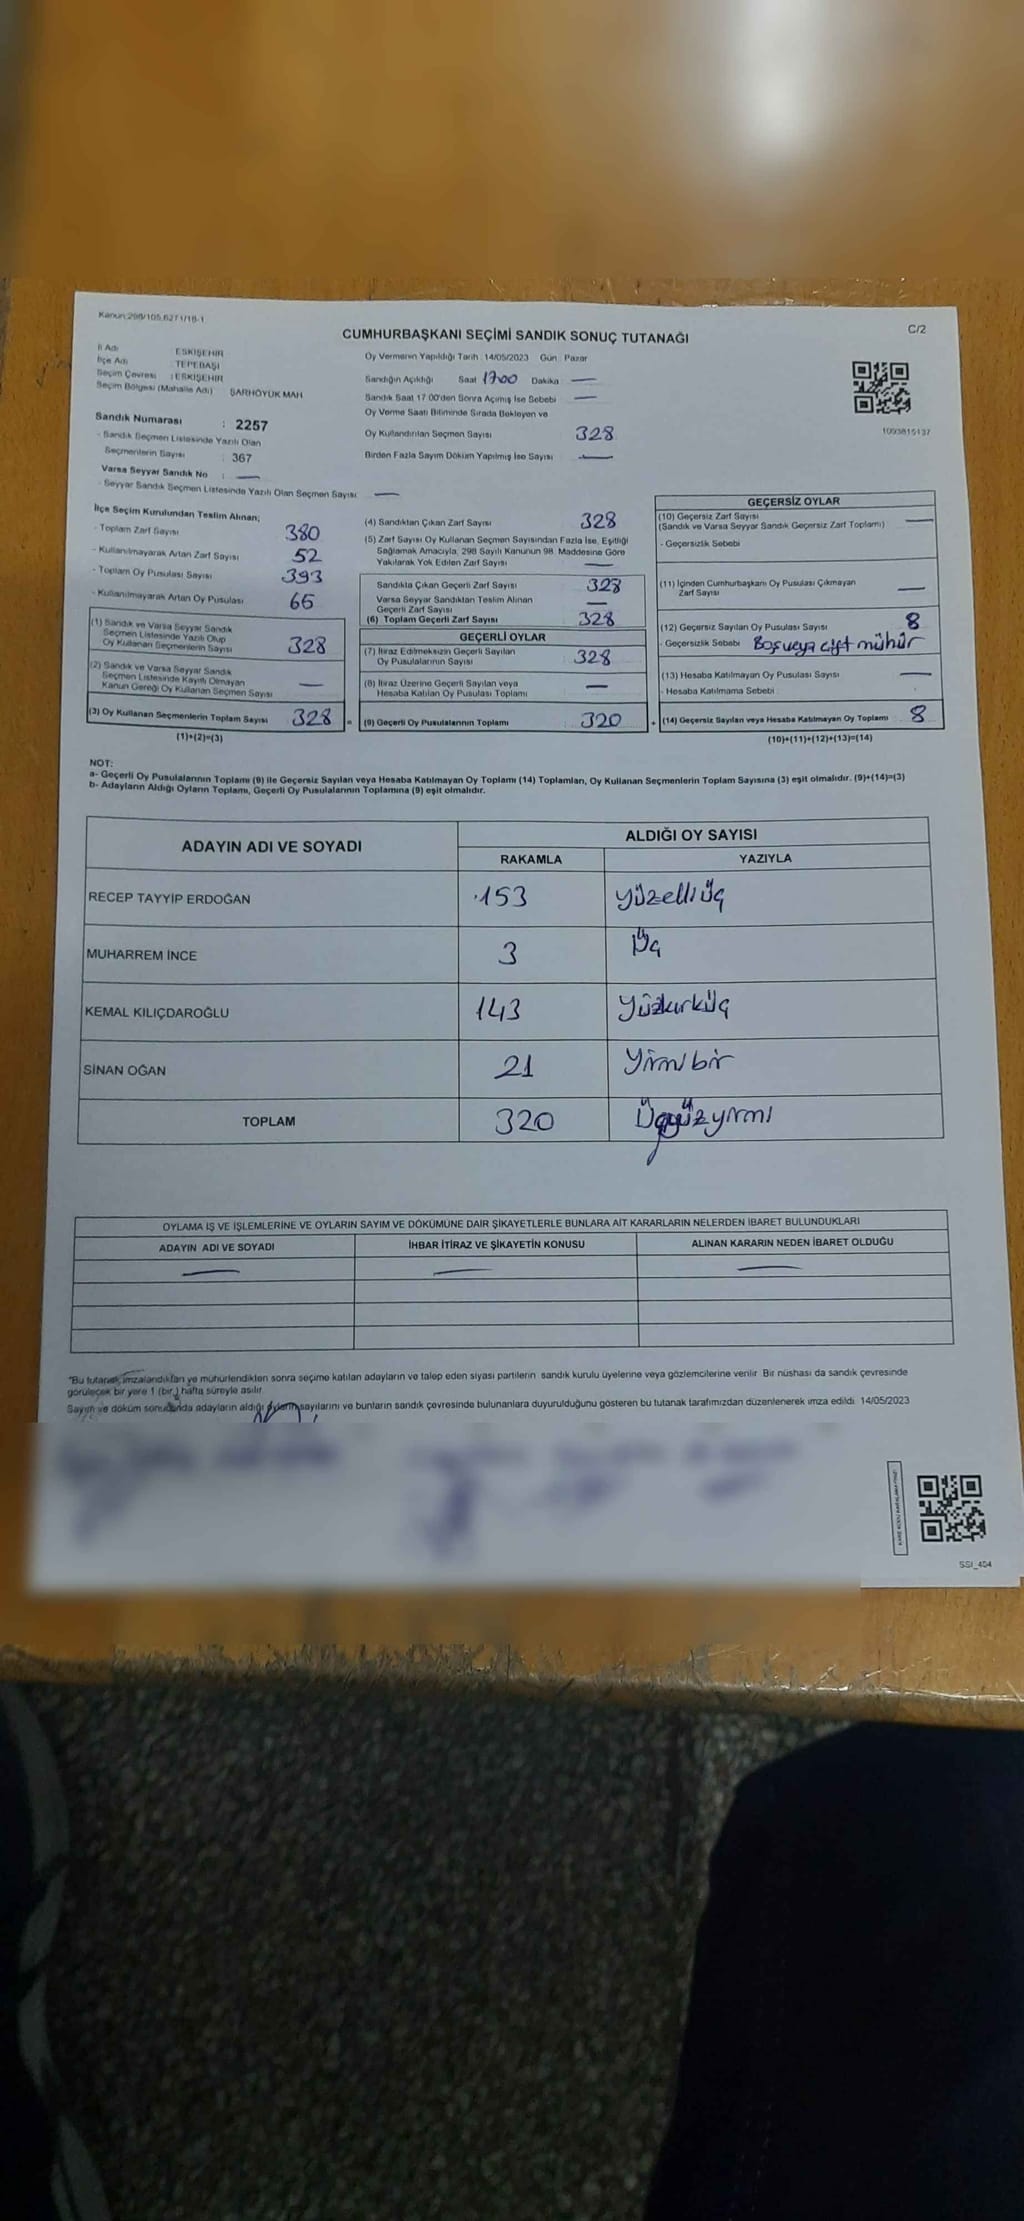 Kanun:298/105,6271/16-1
C/2
CUMHURBAŞKANI SEÇİMİ SANDIK SONUÇ TUTANAĞI
İl Adı : ESKİŞEHİR
İlçe Adı : TEPEBAŞI
Seçim Çevresi : ESKİŞEHİR
Seçim Bölgesi (Mahalle Adı) ŞARHÖYÜK MAH
Sandık Numarası : 2257
- Sandık Seçmen Listesinde Yazılı Olan
Seçmenlerin Sayısı : 367
Varsa Seyyar Sandık No : —
- Seyyar Sandık Seçmen Listesinde Yazılı Olan Seçmen Sayısı : —
Oy Vermenin Yapıldığı Tarih :14/05/2023 Gün : Pazar
Sandığın Açıldığı Saat 1700 Dakika : —
Sandık Saat 17.00'den Sonra Açılmış İse Sebebi —
Oy Verme Saati Bitiminde Sırada Bekleyen ve
Oy Kullandırılan Seçmen Sayısı 328
Birden Fazla Sayım Döküm Yapılmış İse Sayısı —
1093815137
İlçe Seçim Kurulundan Teslim Alınan;
- Toplam Zarf Sayısı 380
- Kullanılmayarak Artan Zarf Sayısı 52
- Toplam Oy Pusulası Sayısı 393
- Kullanılmayarak Artan Oy Pusulası 65
(1) Sandık ve Varsa Seyyar Sandık
Seçmen Listesinde Yazılı Olup
Oy Kullanan Seçmenlerin Sayısı 328
(2) Sandık ve Varsa Seyyar Sandık
Seçmen Listesinde Kayıtlı Olmayan
Kanun Gereği Oy Kullanan Seçmen Sayısı —
(3) Oy Kullanan Seçmenlerin Toplam Sayısı 328 =
(1)+(2)=(3)
(4) Sandıktan Çıkan Zarf Sayısı 328
(5) Zarf Sayısı Oy Kullanan Seçmen Sayısından Fazla İse, Eşitliği
Sağlamak Amacıyla, 298 Sayılı Kanunun 98. Maddesine Göre
Yakılarak Yok Edilen Zarf Sayısı —
Sandıkta Çıkan Geçerli Zarf Sayısı 328
Varsa Seyyar Sandıktan Teslim Alınan
Geçerli Zarf Sayısı —
(6) Toplam Geçerli Zarf Sayısı 328
GEÇERLİ OYLAR
(7) İtiraz Edilmeksizin Geçerli Sayılan
Oy Pusulalarının Sayısı 328
(8) İtiraz Üzerine Geçerli Sayılan veya
Hesaba Katılan Oy Pusulası Toplamı —
(9) Geçerli Oy Pusulalarının Toplamı 320 +
GEÇERSİZ OYLAR
(10) Geçersiz Zarf Sayısı
(Sandık ve Varsa Seyyar Sandık Geçersiz Zarf Toplamı) —
- Geçersizlik Sebebi
(11) İçinden Cumhurbaşkanı Oy Pusulası Çıkmayan
Zarf Sayısı —
(12) Geçersiz Sayılan Oy Pusulası Sayısı 8
- Geçersizlik Sebebi Boş veya çift mühür
(13) Hesaba Katılmayan Oy Pusulası Sayısı —
- Hesaba Katılmama Sebebi :
(14) Geçersiz Sayılan veya Hesaba Katılmayan Oy Toplamı 8
(10)+(11)+(12)+(13)=(14)
NOT:
a- Geçerli Oy Pusulalarının Toplamı (9) ile Geçersiz Sayılan veya Hesaba Katılmayan Oy Toplamı (14) Toplamları, Oy Kullanan Seçmenlerin Toplam Sayısına (3) eşit olmalıdır. (9)+(14)=(3)
b- Adayların Aldığı Oyların Toplamı, Geçerli Oy Pusulalarının Toplamına (9) eşit olmalıdır.
ADAYIN ADI VE SOYADI
ALDIĞI OY SAYISI
RAKAMLA YAZIYLA
RECEP TAYYİP ERDOĞAN 153 yüzelliüç
MUHARREM İNCE 3 Üç
KEMAL KILIÇDAROĞLU 143 yüzkırküç
SİNAN OĞAN 21 yirmibir
TOPLAM 320 Üçyüzyirmi
OYLAMA İŞ VE İŞLEMLERİNE VE OYLARIN SAYIM VE DÖKÜMÜNE DAİR ŞİKAYETLERLE BUNLARA AİT KARARLARIN NELERDEN İBARET BULUNDUKLARI
ADAYIN ADI VE SOYADI İHBAR İTİRAZ VE ŞİKAYETİN KONUSU ALINAN KARARIN NEDEN İBARET OLDUĞU
— — —
*Bu tutanak, imzalandıktan ve mühürlendikten sonra seçime katılan adayların ve talep eden siyasi partilerin sandık kurulu üyelerine veya gözlemcilerine verilir. Bir nüshası da sandık çevresinde
görülecek bir yere 1 (bir ) hafta süreyle asılır.
Sayım ve döküm sonucunda adayların aldığı oyların sayılarını ve bunların sandık çevresinde bulunanlara duyurulduğunu gösteren bu tutanak tarafımızdan düzenlenerek imza edildi. 14/05/2023
SSI_404